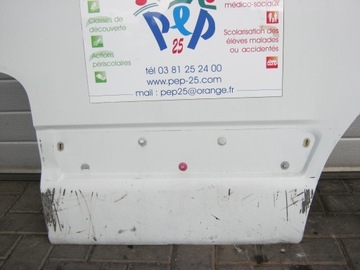 Classes de
découverte
Actions
périscolaires
pep
25
médico-sociaux
Scolarisation des
élèves malades
ou accidentés
tél 03 81 25 24 00
www.pep-25.com
mail : pep25@orange.fr